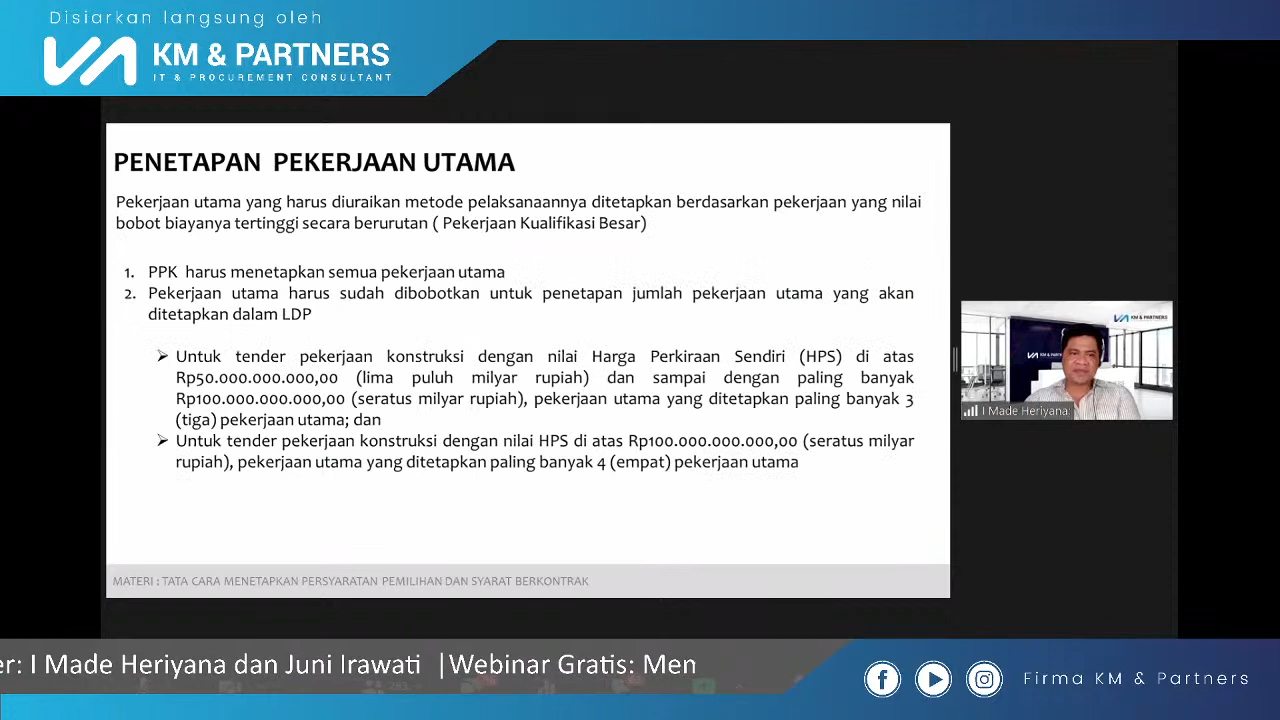 Disiarkan langsung oleh
KM & PARTNERS
IT & PROCUREMENT CONSULTANT
PENETAPAN PEKERJAAN UTAMA
Pekerjaan utama yang harus diuraikan metode pelaksanaannya ditetapkan berdasarkan pekerjaan yang nilai
bobot biayanya tertinggi secara berurutan ( Pekerjaan Kualifikasi Besar)
1. PPK harus menetapkan semua pekerjaan utama
2. Pekerjaan utama harus sudah dibobotkan untuk penetapan jumlah pekerjaan utama yang akan
ditetapkan dalam LDP
➢ Untuk tender pekerjaan konstruksi dengan nilai Harga Perkiraan Sendiri (HPS) di atas
Rp50.000.000.000,00 (lima puluh milyar rupiah) dan sampai dengan paling banyak
Rp100.000.000.000,00 (seratus milyar rupiah), pekerjaan utama yang ditetapkan paling banyak 3
(tiga) pekerjaan utama; dan
➢ Untuk tender pekerjaan konstruksi dengan nilai HPS di atas Rp100.000.000.000,00 (seratus milyar
rupiah), pekerjaan utama yang ditetapkan paling banyak 4 (empat) pekerjaan utama
MATERI : TATA CARA MENETAPKAN PERSYARATAN PEMILIHAN DAN SYARAT BERKONTRAK
KM & PARTNERS
I Made Heriyana:
er: I Made Heriyana dan Juni Irawati |Webinar Gratis: Men
Firma KM & Partners